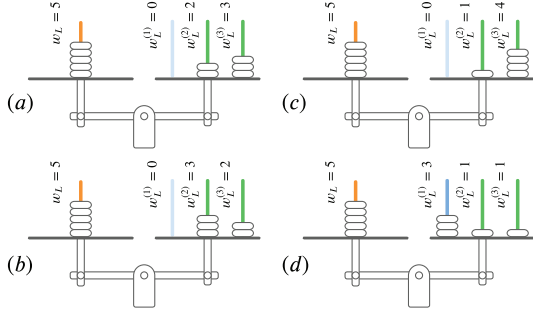 w_L = 5
w_L^{(1)} = 0
w_L^{(2)} = 2
w_L^{(3)} = 3
(a)
w_L = 5
w_L^{(1)} = 0
w_L^{(2)} = 1
w_L^{(3)} = 4
(c)
w_L = 5
w_L^{(1)} = 0
w_L^{(2)} = 3
w_L^{(3)} = 2
(b)
w_L = 5
w_L^{(1)} = 3
w_L^{(2)} = 1
w_L^{(3)} = 1
(d)